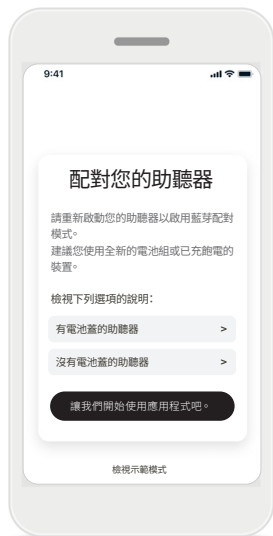 9:41
配對您的助聽器
請重新啟動您的助聽器以啟用藍芽配對
模式。
建議您使用全新的電池組或已充飽電的
裝置。
檢視下列選項的說明：
有電池蓋的助聽器 >
沒有電池蓋的助聽器 >
讓我們開始使用應用程式吧。
檢視示範模式